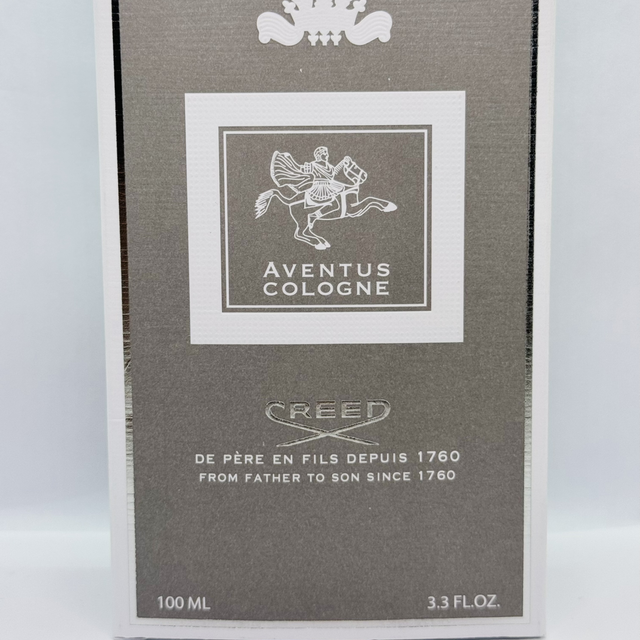 AVENTUS
COLOGNE
CREED
DE PÈRE EN FILS DEPUIS 1760
FROM FATHER TO SON SINCE 1760
100 ML 3.3 FL.OZ.